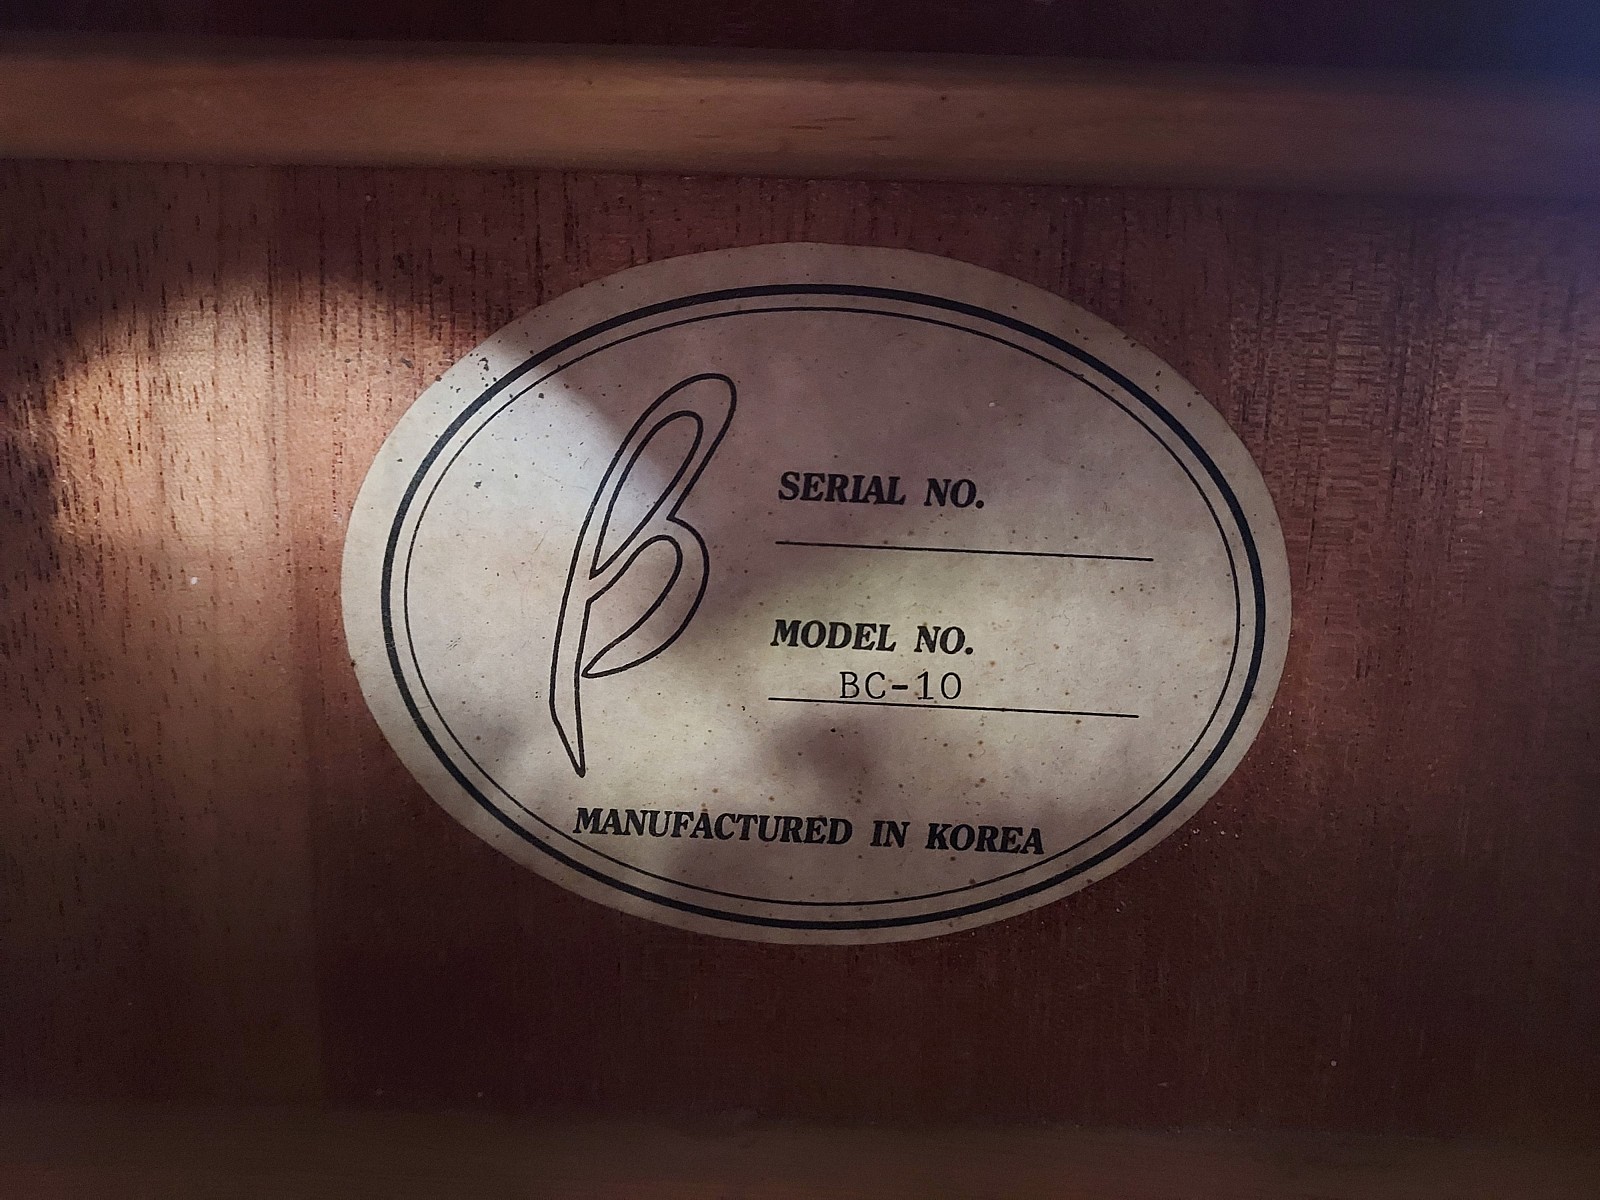 β
SERIAL NO.
MODEL NO.
BC-10
MANUFACTURED IN KOREA